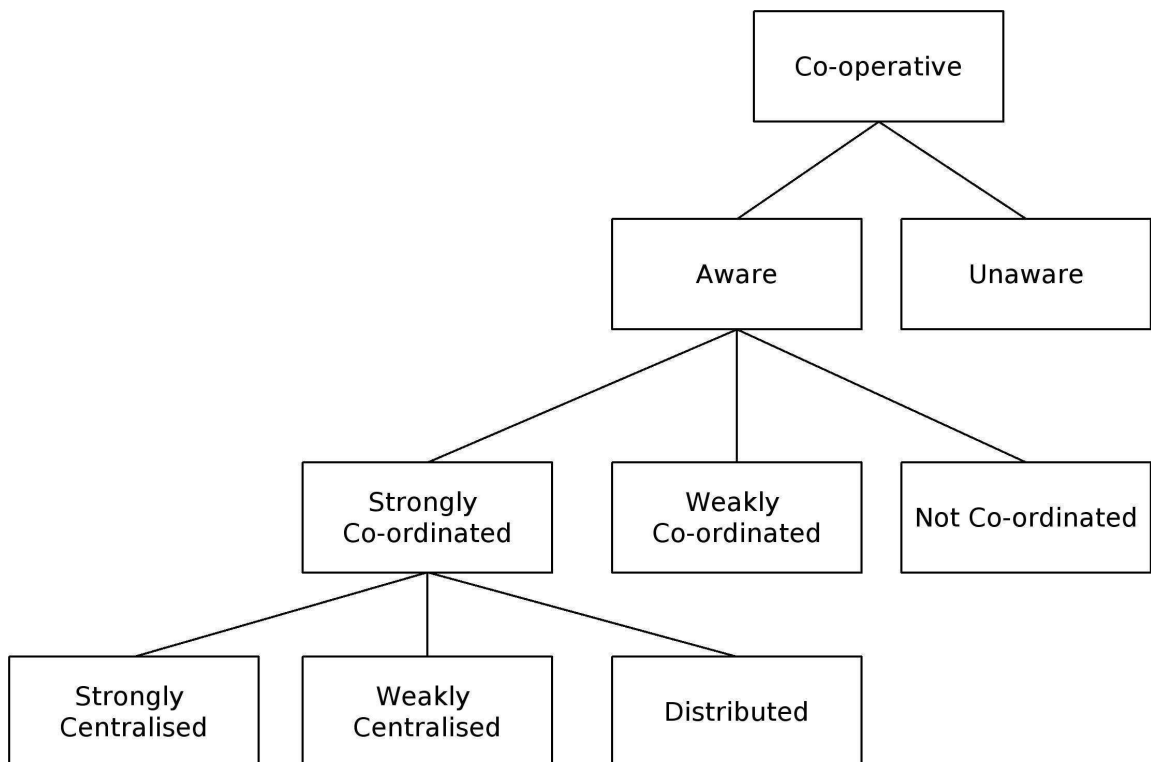 Co-operative
Aware
Unaware
Strongly
Co-ordinated
Weakly
Co-ordinated
Not Co-ordinated
Strongly
Centralised
Weakly
Centralised
Distributed